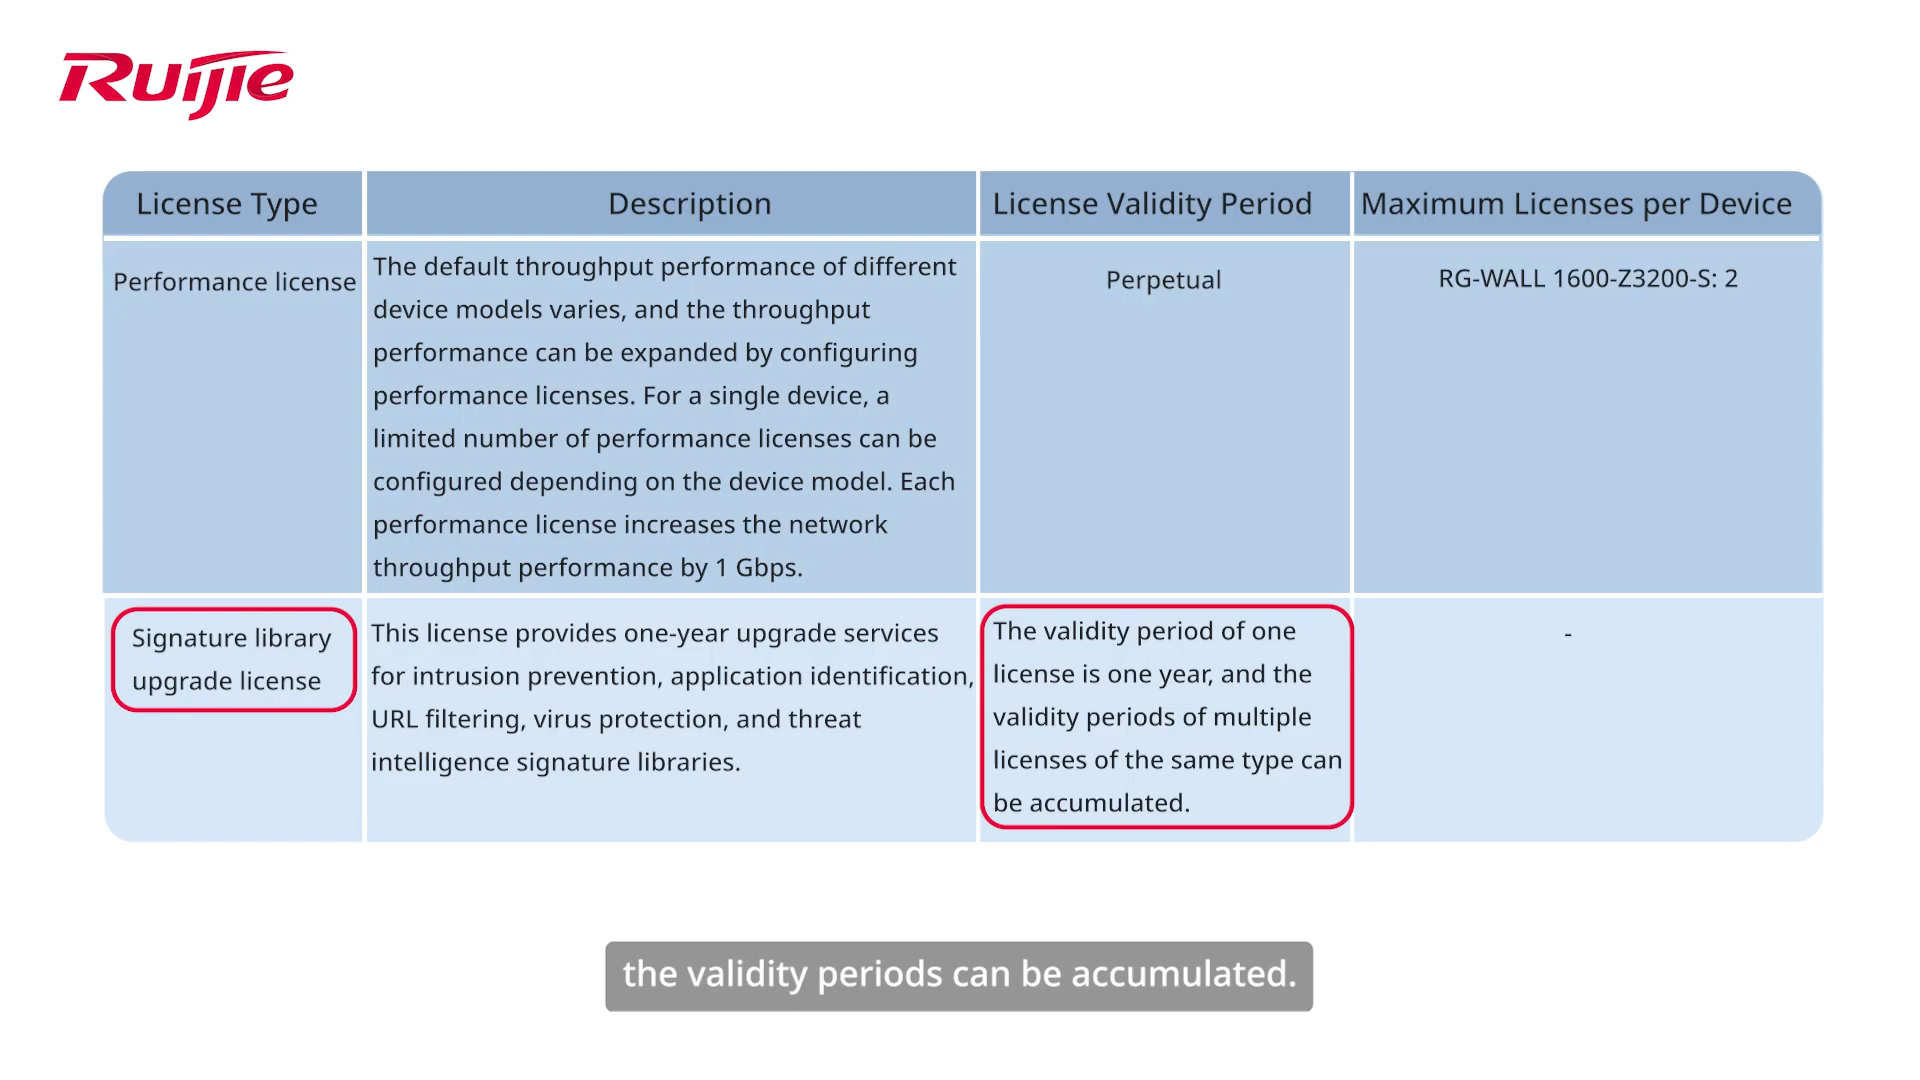 Ruijie
License Type
Description
License Validity Period
Maximum Licenses per Device
Performance license
The default throughput performance of different
device models varies, and the throughput
performance can be expanded by configuring
performance licenses. For a single device, a
limited number of performance licenses can be
configured depending on the device model. Each
performance license increases the network
throughput performance by 1 Gbps.
Perpetual
RG-WALL 1600-Z3200-S: 2
Signature library
upgrade license
This license provides one-year upgrade services
for intrusion prevention, application identification,
URL filtering, virus protection, and threat
intelligence signature libraries.
The validity period of one
license is one year, and the
validity periods of multiple
licenses of the same type can
be accumulated.
-
the validity periods can be accumulated.